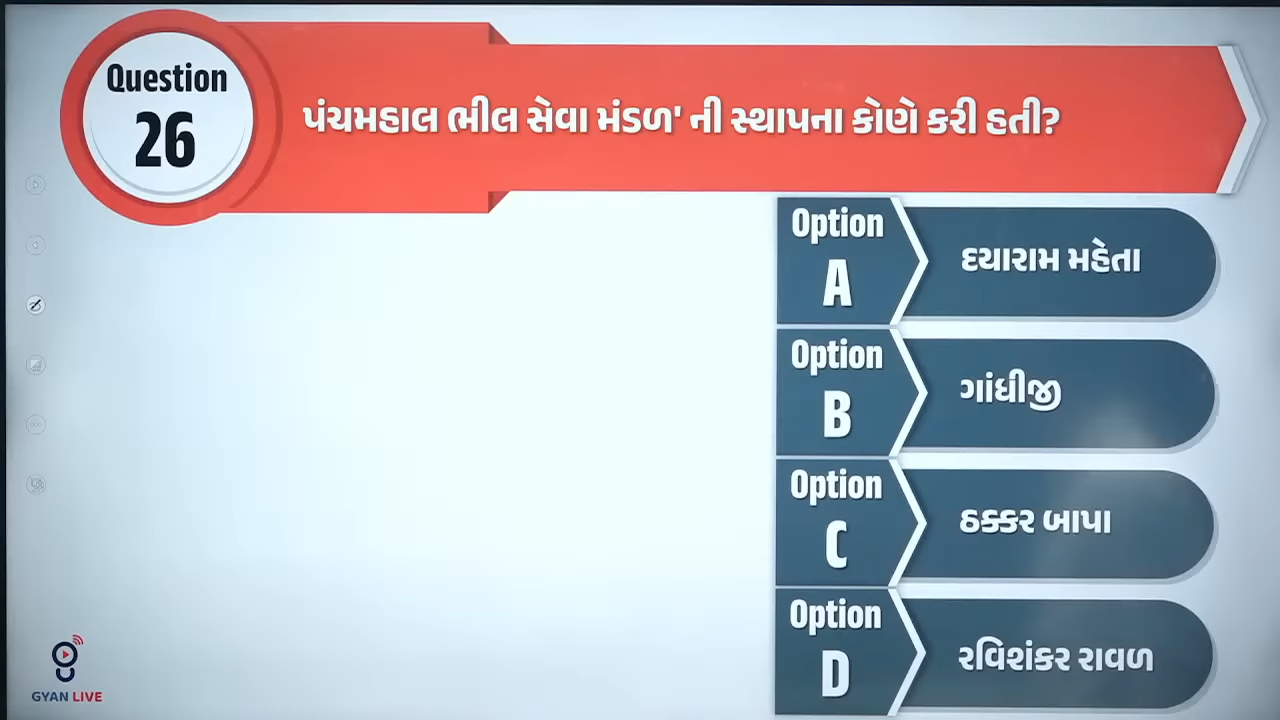 Question
26
પંચમહાલ ભીલ સેવા મંડળ' ની સ્થાપના કોણે કરી હતી?
Option
A
દયારામ મહેતા
Option
B
ગાંધીજી
Option
C
ઠક્કર બાપા
Option
D
રવિશંકર રાવળ
GYAN LIVE